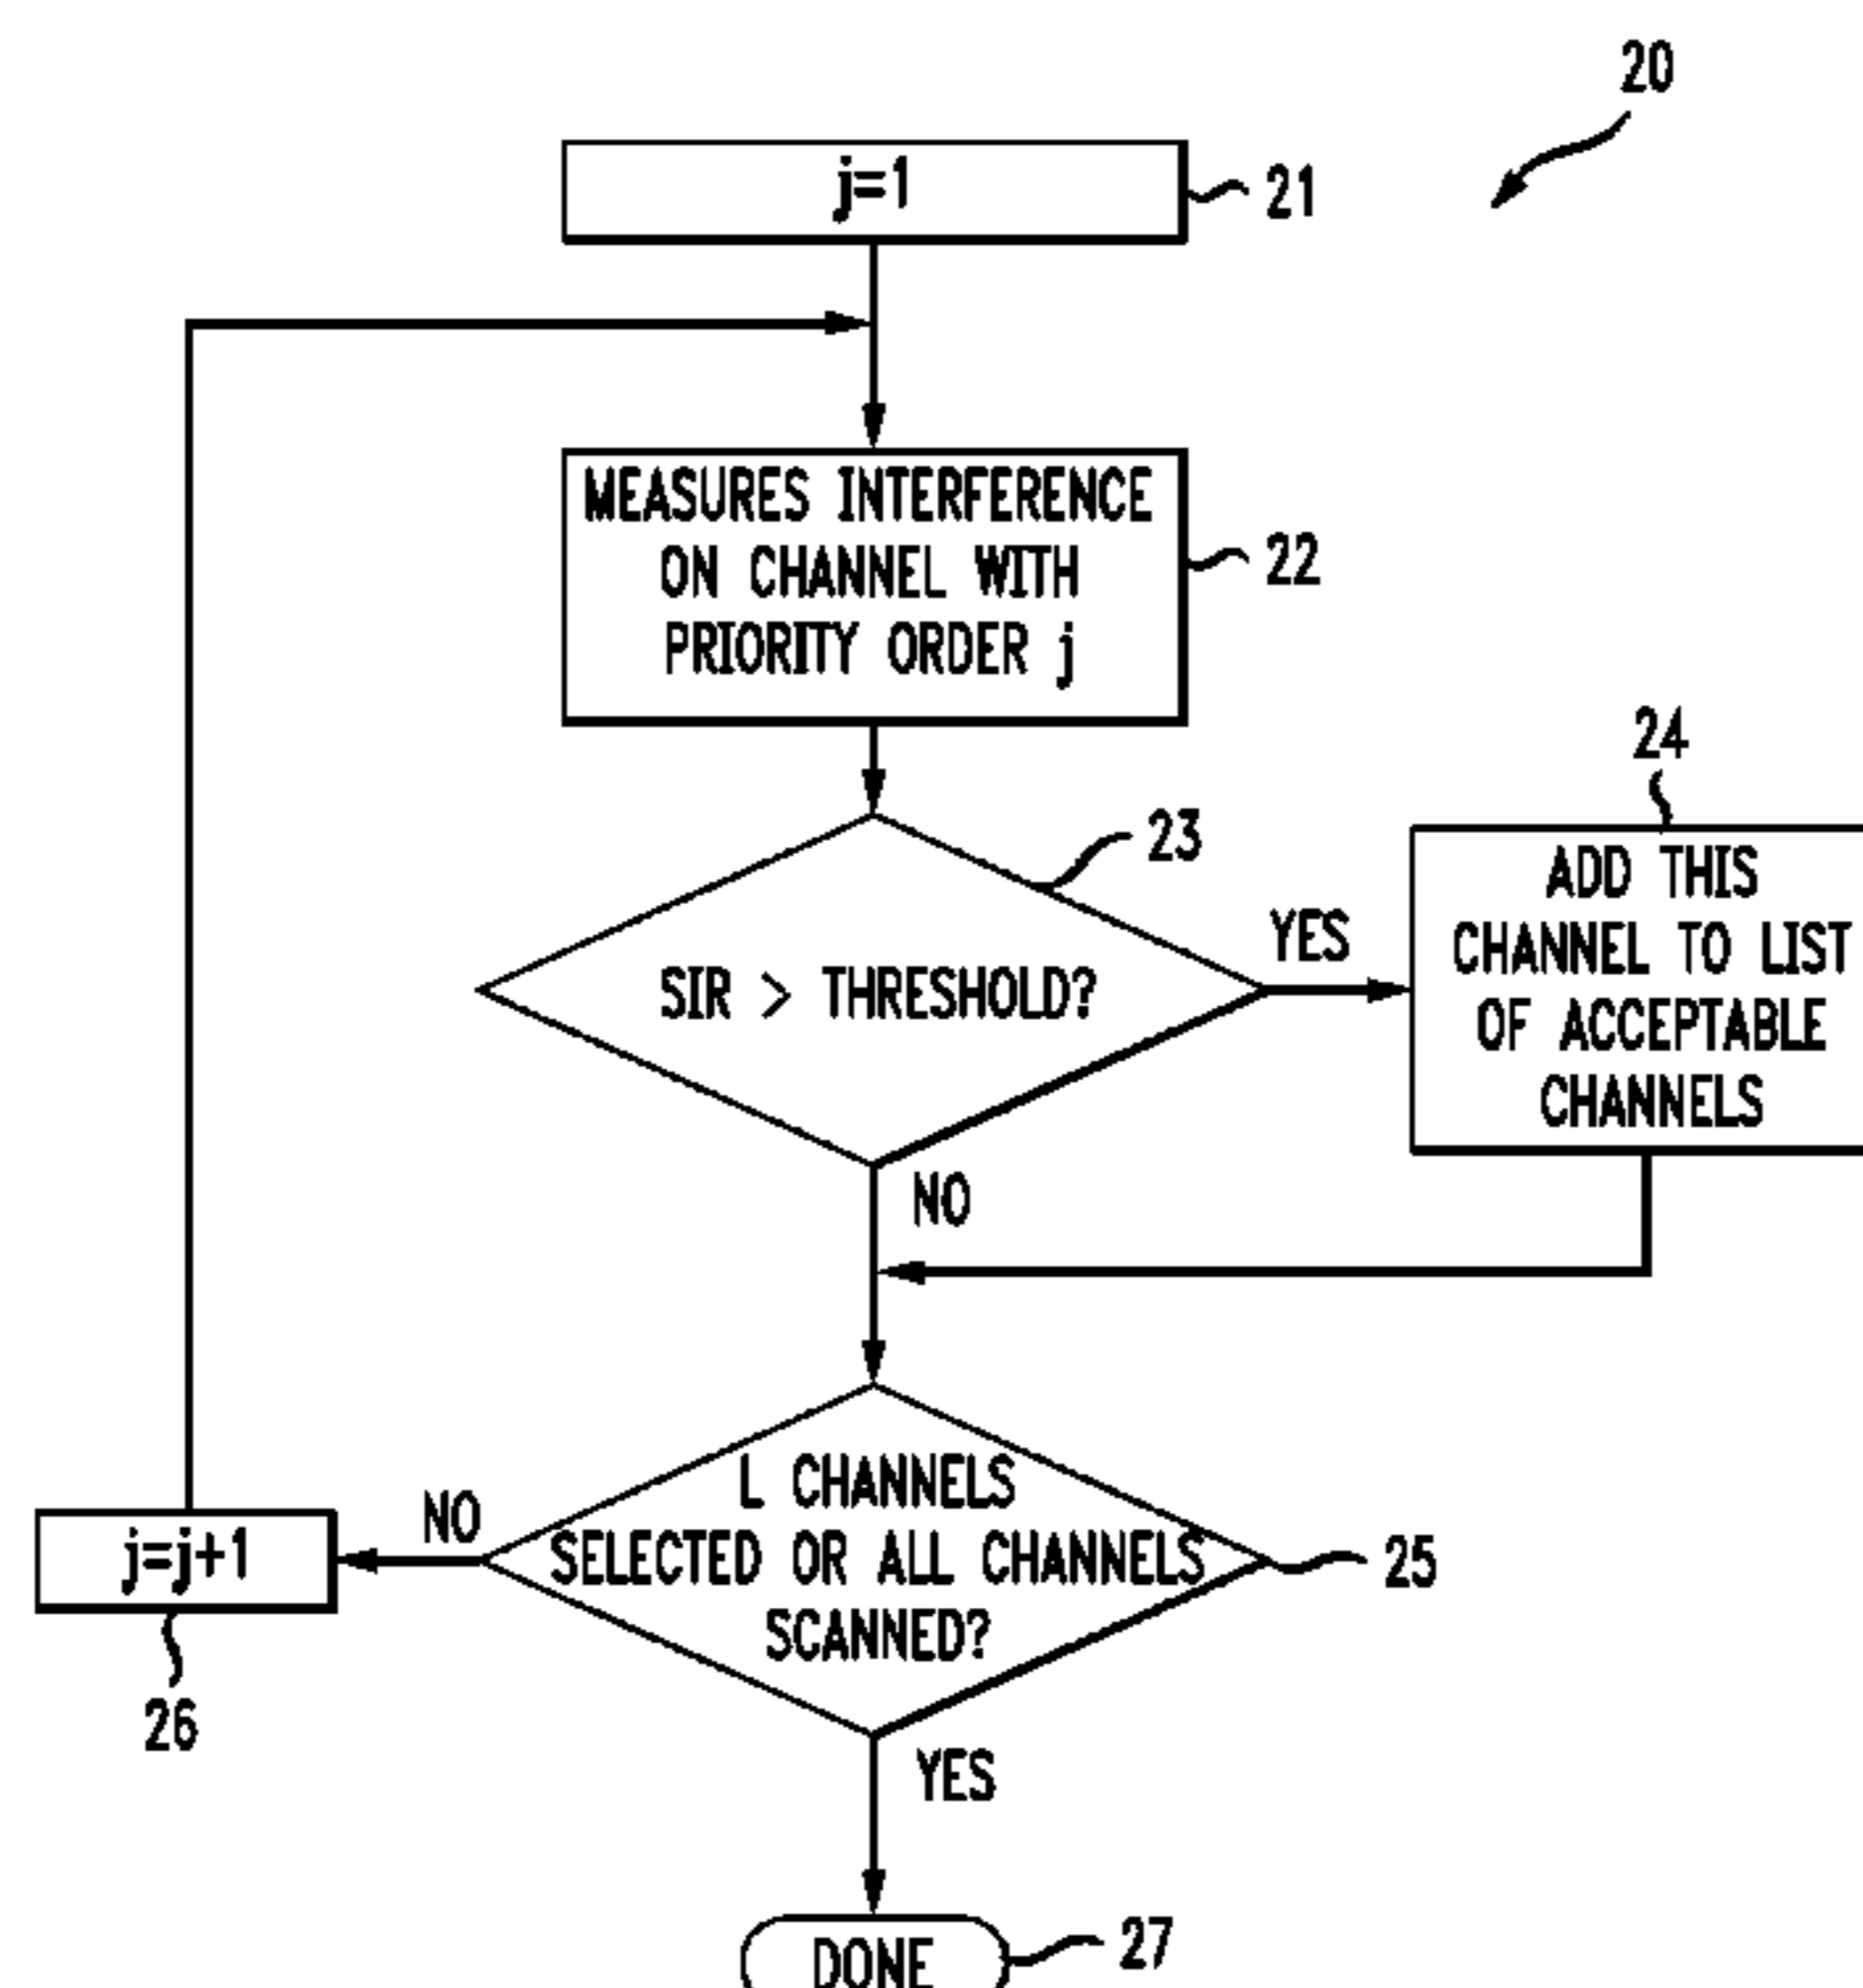 20
j=1
21
MEASURES INTERFERENCE
ON CHANNEL WITH
PRIORITY ORDER j
22
23
SIR > THRESHOLD?
YES
24
ADD THIS
CHANNEL TO LIST
OF ACCEPTABLE
CHANNELS
NO
L CHANNELS
SELECTED OR ALL CHANNELS
SCANNED?
25
NO
j=j+1
26
YES
DONE
27